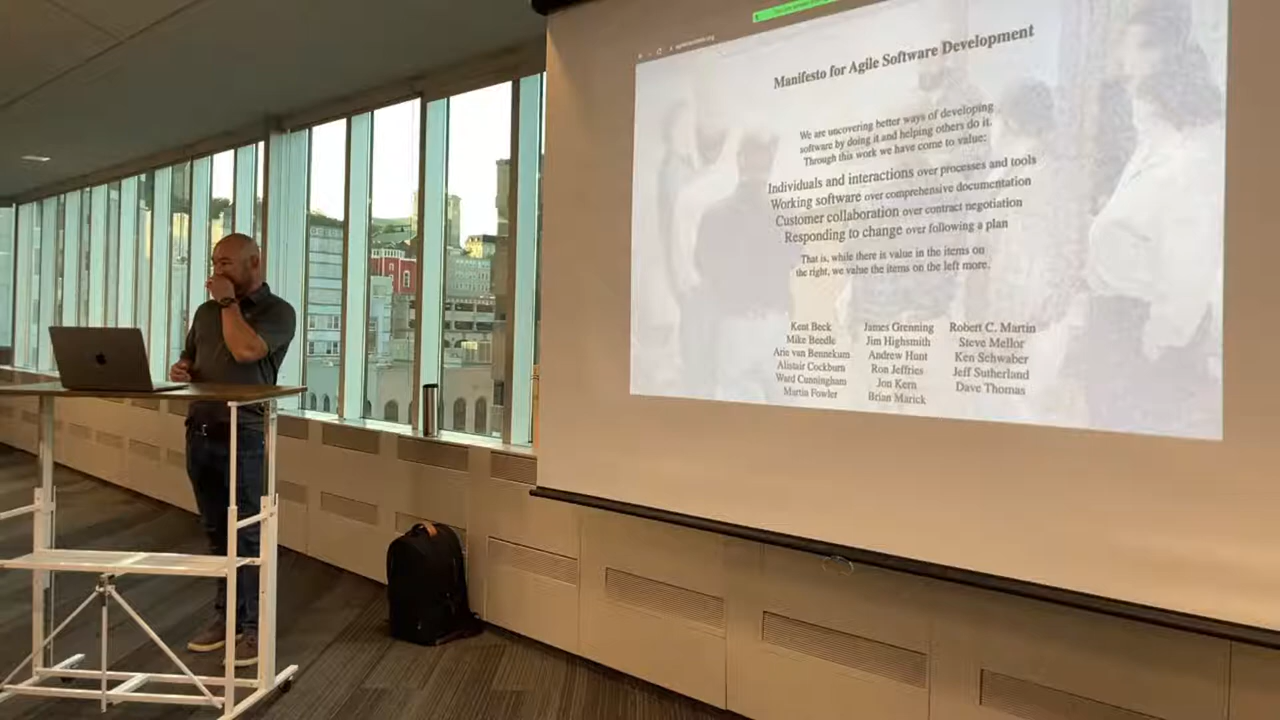 Manifesto for Agile Software Development
We are uncovering better ways of developing
software by doing it and helping others do it.
Through this work we have come to value:
Individuals and interactions over processes and tools
Working software over comprehensive documentation
Customer collaboration over contract negotiation
Responding to change over following a plan
That is, while there is value in the items on
the right, we value the items on the left more.
Kent Beck
Mike Beedle
Arie van Bennekum
Alistair Cockburn
Ward Cunningham
Martin Fowler
James Grenning
Jim Highsmith
Andrew Hunt
Ron Jeffries
Jon Kern
Brian Marick
Robert C. Martin
Steve Mellor
Ken Schwaber
Jeff Sutherland
Dave Thomas